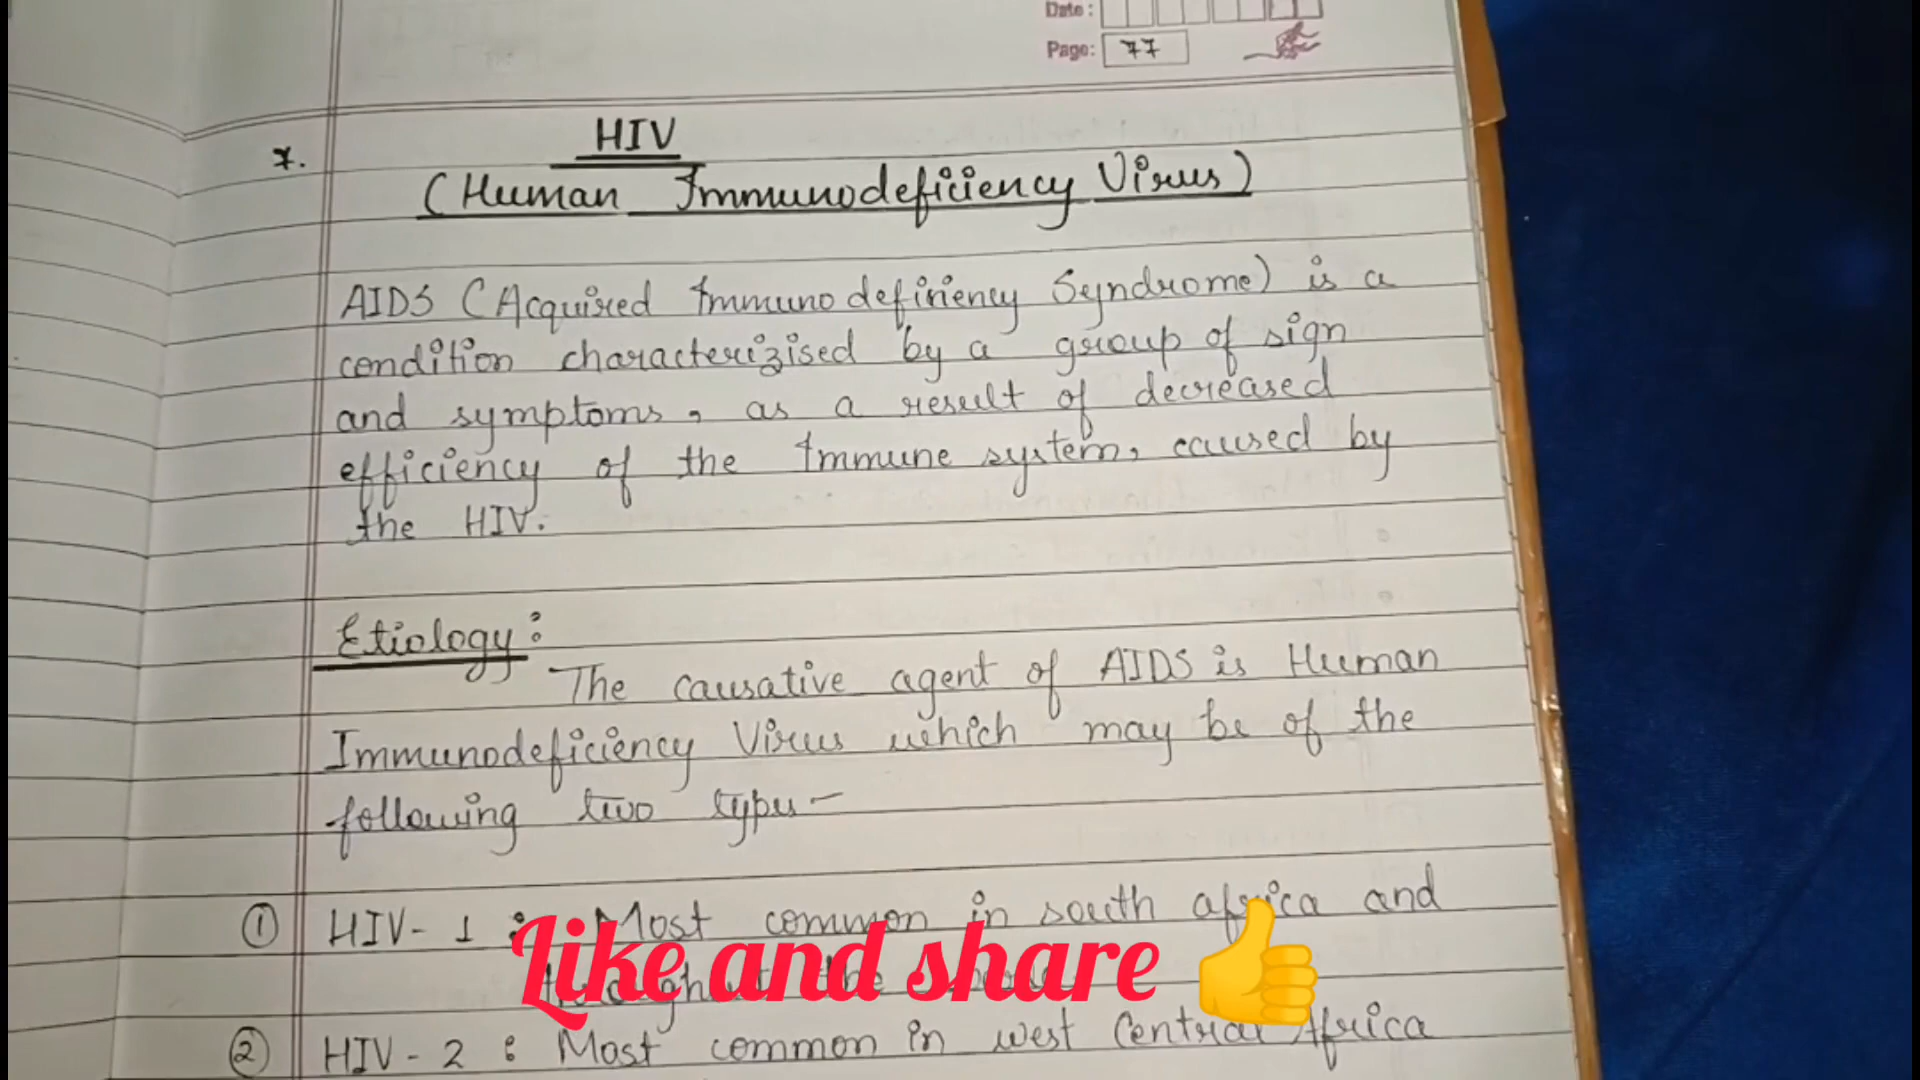 Date:
Page: 77
7. HIV
(Human Immunodeficiency Virus)
AIDS (Acquired Immuno definiency Syndrome) is a
condition characterizised by a group of sign
and symptoms, as a result of decreased
efficiency of the Immune system, caused by
the HIV.
Etiology:
The causative agent of AIDS is Human
Immunodeficiency Virus which may be of the
following two types-
① HIV-1 : Most common in south africa and
Like and share 👍
② HIV-2 : Most common in west Central Africa